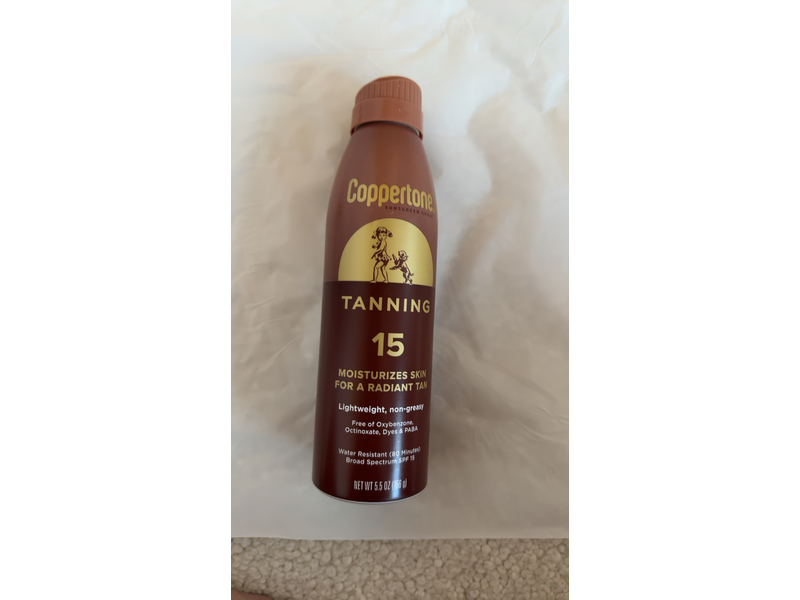 Coppertone
SUNSCREEN SPRAY
TANNING
15
MOISTURIZES SKIN
FOR A RADIANT TAN
Lightweight, non-greasy
Free of Oxybenzone,
Octinoxate, Dyes & PABA
Water Resistant (80 Minutes)
Broad Spectrum SPF 15
NET WT 5.5 OZ (156 g)